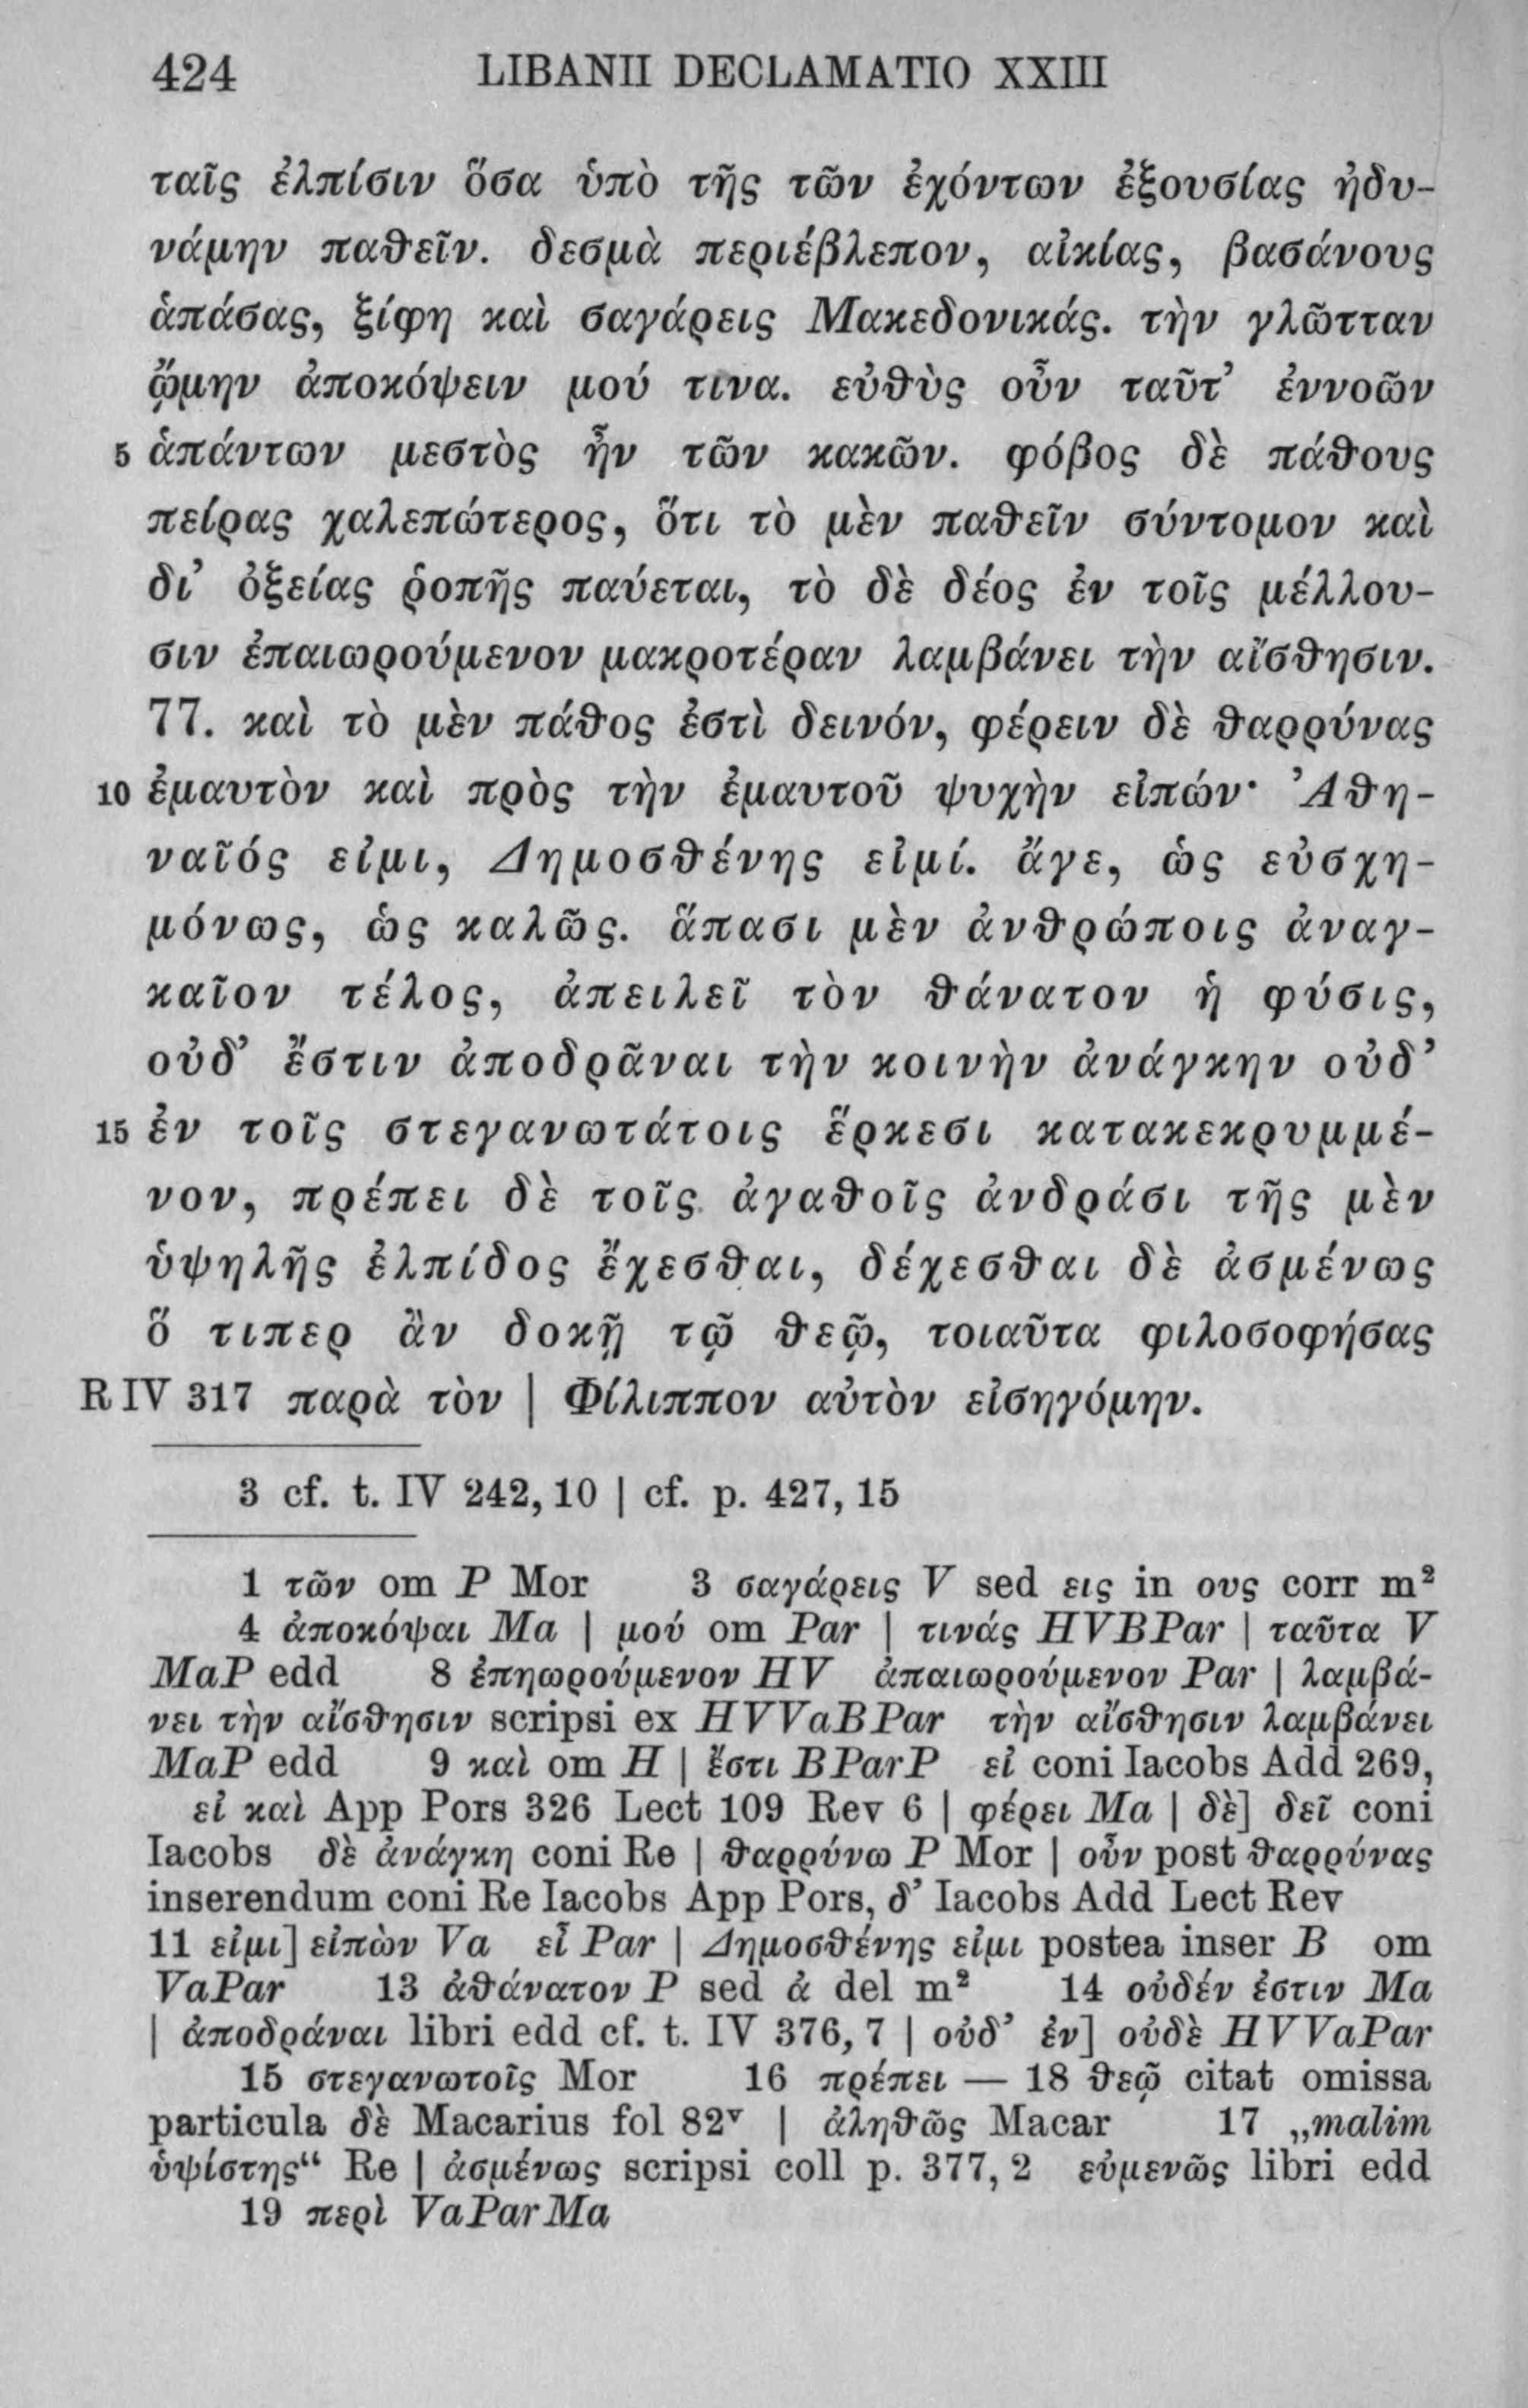 424 LIBANII DECLAMATIO XXIII
ταῖς ἐλπίσιν ὅσα ὑπὸ τῆς τῶν ἐχόντων ἐξουσίας ἠδυ-
νάμην παθεῖν. δεσμὰ περιέβλεπον, αἰκίας, βασάνους
ἁπάσας, ξίφη καὶ σαγάρεις Μακεδονικάς. τὴν γλῶτταν
ᾤμην ἀποκόψειν μού τινα. εὐθὺς οὖν ταῦτ’ ἐννοῶν
5 ἁπάντων μεστὸς ἦν τῶν κακῶν. φόβος δὲ πάθους
πείρας χαλεπώτερος, ὅτι τὸ μὲν παθεῖν σύντομον καὶ
δι’ ὀξείας ῥοπῆς παύεται, τὸ δὲ δέος ἐν τοῖς μέλλου-
σιν ἐπαιωρούμενον μακροτέραν λαμβάνει τὴν αἴσθησιν.
77. καὶ τὸ μὲν πάθος ἐστὶ δεινόν, φέρειν δὲ θαρρύνας
10 ἐμαυτὸν καὶ πρὸς τὴν ἐμαυτοῦ ψυχὴν εἰπών· Ἀθη-
ναῖός εἰμι, Δημοσθένης εἰμί. ἄγε, ὡς εὐσχη-
μόνως, ὡς καλῶς. ἅπασι μὲν ἀνθρώποις ἀναγ-
καῖον τέλος, ἀπειλεῖ τὸν θάνατον ἡ φύσις,
οὐδ’ ἔστιν ἀποδρᾶναι τὴν κοινὴν ἀνάγκην οὐδ’
15 ἐν τοῖς στεγανωτάτοις ἕρκεσι κατακεκρυμμέ-
νον, πρέπει δὲ τοῖς ἀγαθοῖς ἀνδράσι τῆς μὲν
ὑψηλῆς ἐλπίδος ἔχεσθαι, δέχεσθαι δὲ ἀσμένως
ὅ τιπερ ἂν δοκῇ τῷ θεῷ, τοιαῦτα φιλοσοφήσας
R IV 317 παρὰ τὸν | Φίλιππον αὐτὸν εἰσηγόμην.
3 cf. t. IV 242, 10 | cf. p. 427, 15
1 τῶν om P Mor 3 σαγάρεις V sed εις in ους corr m²
4 ἀποκόψαι Ma | μού om Par | τινάς HVBPar | ταῦτα V
MaP edd 8 ἐπῃωρούμενον HV ἀπαιωρούμενον Par | λαμβά-
νει τὴν αἴσθησιν scripsi ex HVVaBPar τὴν αἴσθησιν λαμβάνει
MaP edd 9 καὶ om H | ἔστι BParP εἰ coni Iacobs Add 269,
εἰ καὶ App Pors 326 Lect 109 Rev 6 | φέρει Ma | δὲ] δεῖ coni
Iacobs δὲ ἀνάγκη coni Re | θαρρύνω P Mor | οὖν post θαρρύνας
inserendum coni Re Iacobs App Pors, δ’ Iacobs Add Lect Rev
11 εἰμι] εἰπὼν Va εἶ Par | Δημοσθένης εἰμι postea inser B om
VaPar 13 ἀθάνατον P sed ἀ del m² 14 οὐδέν ἐστιν Ma
| ἀποδράναι libri edd cf. t. IV 376, 7 | οὐδ’ ἐν] οὐδὲ HVVaPar
15 στεγανωτοῖς Mor 16 πρέπει — 18 θεῷ citat omissa
particula δὲ Macarius fol 82ᵛ | ἀληθῶς Macar 17 „malim
ὑψίστης“ Re | ἀσμένως scripsi coll p. 377, 2 εὐμενῶς libri edd
19 περὶ VaParMa